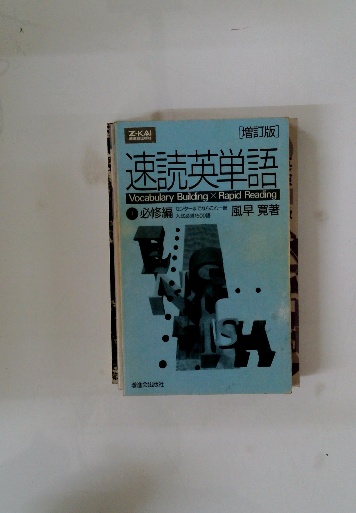 Z-KAI
[増訂版]
速読英単語
Vocabulary Building × Rapid Reading
必修編
風早 寛著
ENGLISH
増進会出版社